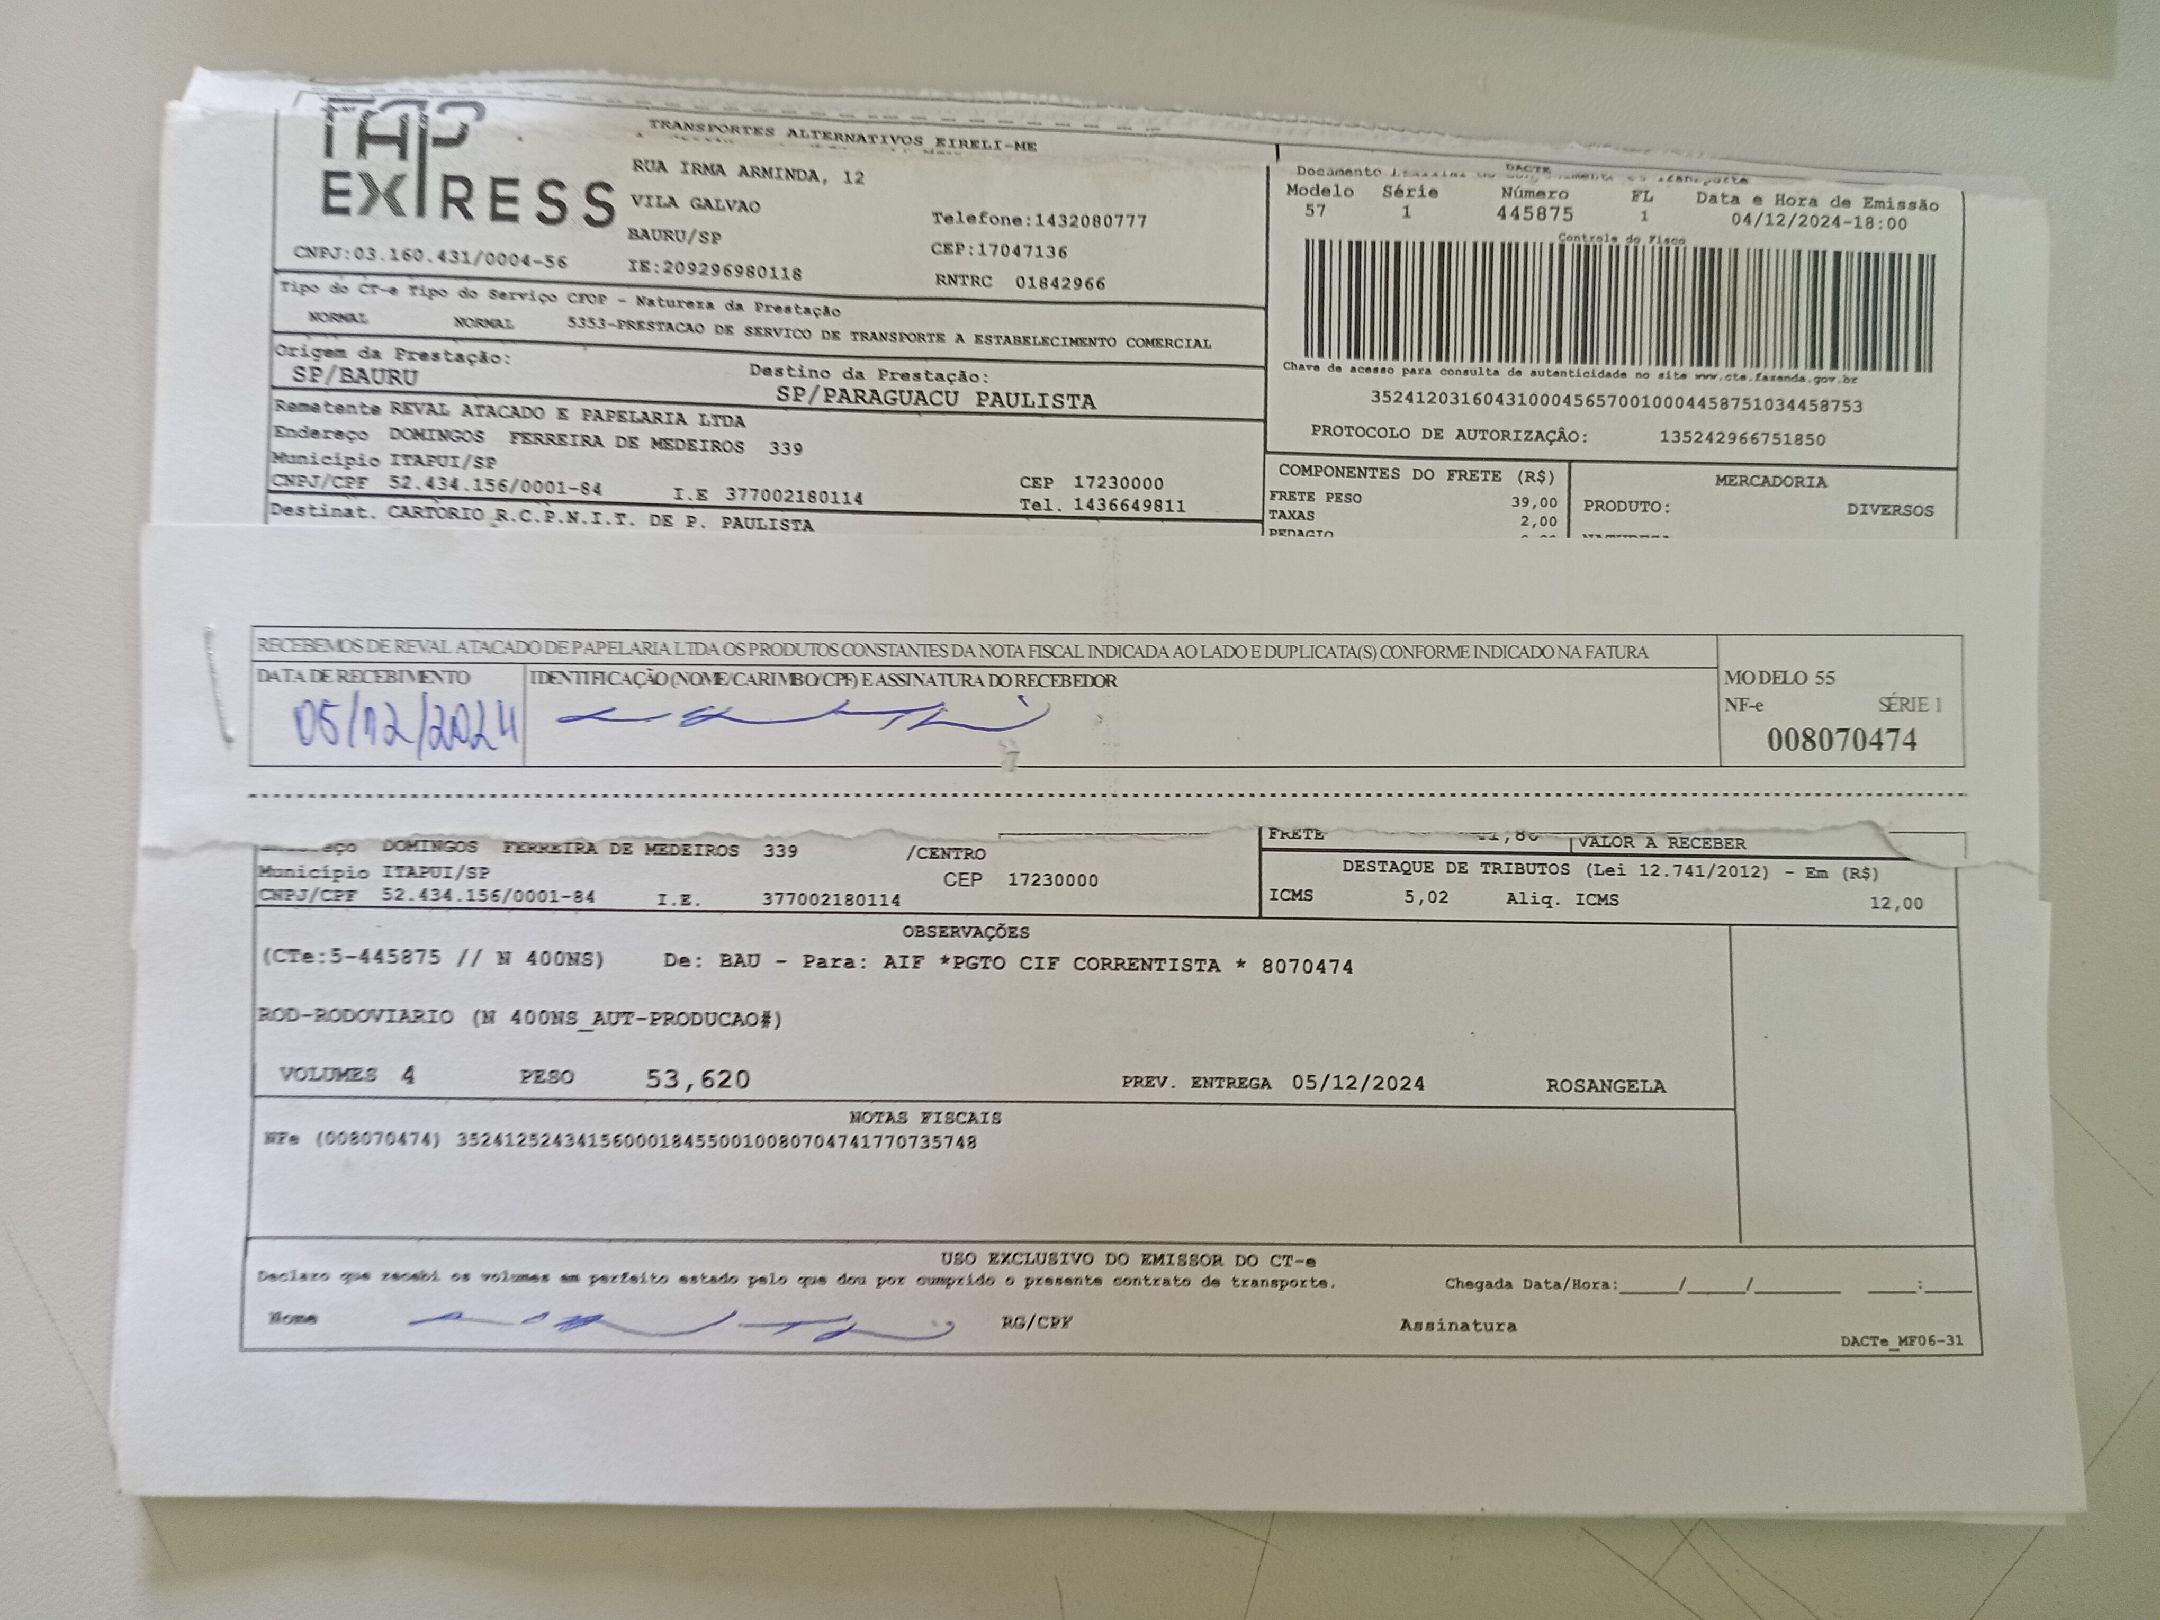 TAP
EXPRESS
TRANSPORTES ALTERNATIVOS EIRELI-ME
RUA IRMA ARMINDA, 12
VILA GALVAO
BAURU/SP
Telefone:1432080777
CEP:17047136
CNPJ:03.160.431/0004-56
IE:209296980118
RNTRC 01842966
Tipo do CT-e Tipo do Serviço CFOP - Natureza da Prestação
NORMAL NORMAL 5353-PRESTACAO DE SERVICO DE TRANSPORTE A ESTABELECIMENTO COMERCIAL
Origem da Prestação:
SP/BAURU
Destino da Prestação:
SP/PARAGUACU PAULISTA
Remetente REVAL ATACADO E PAPELARIA LTDA
Endereço DOMINGOS FERREIRA DE MEDEIROS 339
Município ITAPUI/SP
CEP 17230000
CNPJ/CPF 52.434.156/0001-84 I.E 377002180114 Tel. 1436649811
Destinat. CARTORIO R.C.P.N.I.T. DE P. PAULISTA
DACTE
Documento
Modelo Série Número FL Data e Hora de Emissão
57 1 445875 1 04/12/2024-18:00
Controle do Fisco
Chave de acesso para consulta de autenticidade no site www.cte.fazenda.gov.br
35241203160431000456570010004458751034458753
PROTOCOLO DE AUTORIZAÇÂO: 135242966751850
COMPONENTES DO FRETE (R$)
FRETE PESO 39,00
TAXAS 2,00
PEDAGIO
MERCADORIA
PRODUTO: DIVERSOS
RECEBEMOS DE REVAL ATACADO DE PAPELARIA LTDA OS PRODUTOS CONSTANTES DA NOTA FISCAL INDICADA AO LADO E DUPLICATA(S) CONFORME INDICADO NA FATURA
DATA DE RECEBIMENTO
05/12/2024
IDENTIFICAÇÃO (NOME/CARIMBO/CPF) E ASSINATURA DO RECEBEDOR
MODELO 55
NF-e SÉRIE 1
008070474
DOMINGOS FERREIRA DE MEDEIROS 339 /CENTRO
Município ITAPUI/SP CEP 17230000
CNPJ/CPF 52.434.156/0001-84 I.E. 377002180114
FRETE VALOR A RECEBER
DESTAQUE DE TRIBUTOS (Lei 12.741/2012) - Em (R$)
ICMS 5,02 Aliq. ICMS 12,00
OBSERVAÇÕES
(CTe:5-445875 // N 400NS) De: BAU - Para: AIF *PGTO CIF CORRENTISTA * 8070474
ROD-RODOVIARIO (N 400NS_AUT-PRODUCAO#)
VOLUMES 4 PESO 53,620 PREV. ENTREGA 05/12/2024 ROSANGELA
NOTAS FISCAIS
NFe (008070474) 35241252434156000184550010080704741770735748
USO EXCLUSIVO DO EMISSOR DO CT-e
Declaro que recebi os volumes em perfeito estado pelo que dou por cumprido o presente contrato de transporte.
Chegada Data/Hora:____/____/______ ____:____
Nome RG/CPF Assinatura
DACTe_MF06-31